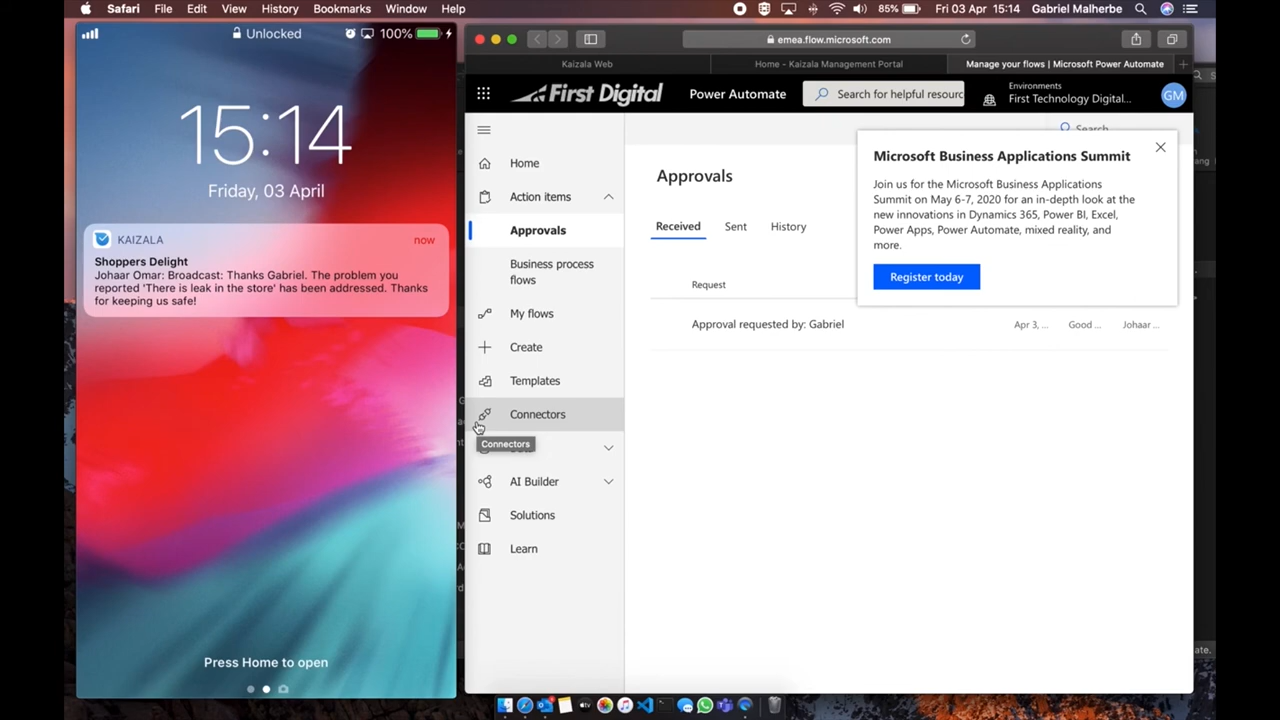 Safari File Edit View History Bookmarks Window Help
85% Fri 03 Apr 15:14 Gabriel Malherbe
Unlocked
100%
15:14
Friday, 03 April
KAIZALA
now
Shoppers Delight
Johaar Omar: Broadcast: Thanks Gabriel. The problem you
reported 'There is leak in the store' has been addressed. Thanks
for keeping us safe!
Press Home to open
emea.flow.microsoft.com
Kaizala Web
Home - Kaizala Management Portal
Manage your flows | Microsoft Power Automate
First Digital
Power Automate
Search for helpful resourc
Environments
First Technology Digital...
GM
Home
Action items
Approvals
Business process
flows
My flows
Create
Templates
Connectors
Connectors
AI Builder
Solutions
Learn
Search
Approvals
Received Sent History
Request
Approval requested by: Gabriel
Apr 3, ... Good ... Johaar ...
Microsoft Business Applications Summit
Join us for the Microsoft Business Applications
Summit on May 6-7, 2020 for an in-depth look at the
new innovations in Dynamics 365, Power BI, Excel,
Power Apps, Power Automate, mixed reality, and
more.
Register today